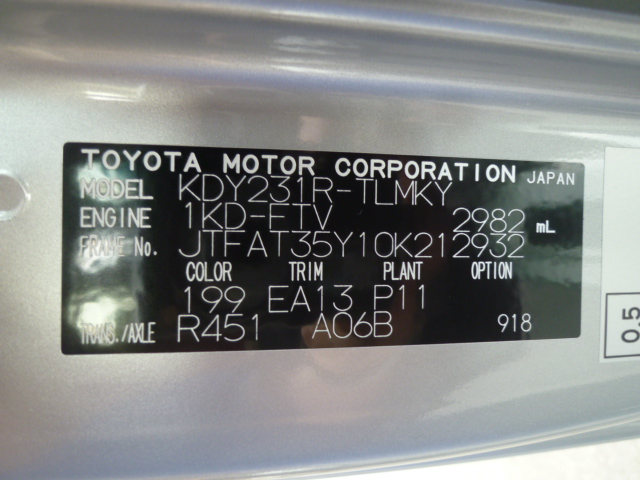 TOYOTA MOTOR CORPORATION JAPAN
MODEL KDY231R-TLMKY
ENGINE 1KD-FTV 2982 mL
FRAME No. JTFAT35Y10K212932
COLOR TRIM PLANT OPTION
199 EA13 P11
TRANS./AXLE R451 A06B 918
05